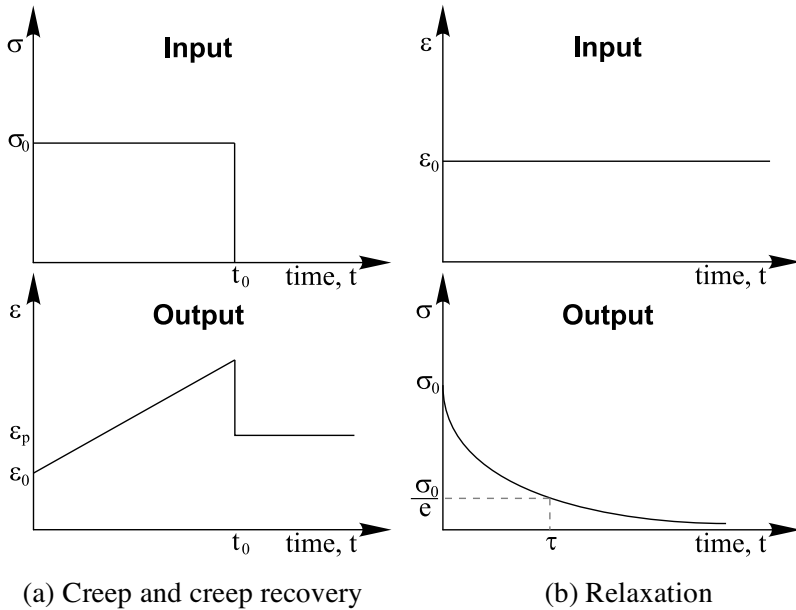 σ
Input
σ₀
t₀
time, t
ε
Output
εₚ
ε₀
t₀
time, t
(a) Creep and creep recovery
ε
Input
ε₀
time, t
σ
Output
σ₀
σ₀
e
τ
time, t
(b) Relaxation